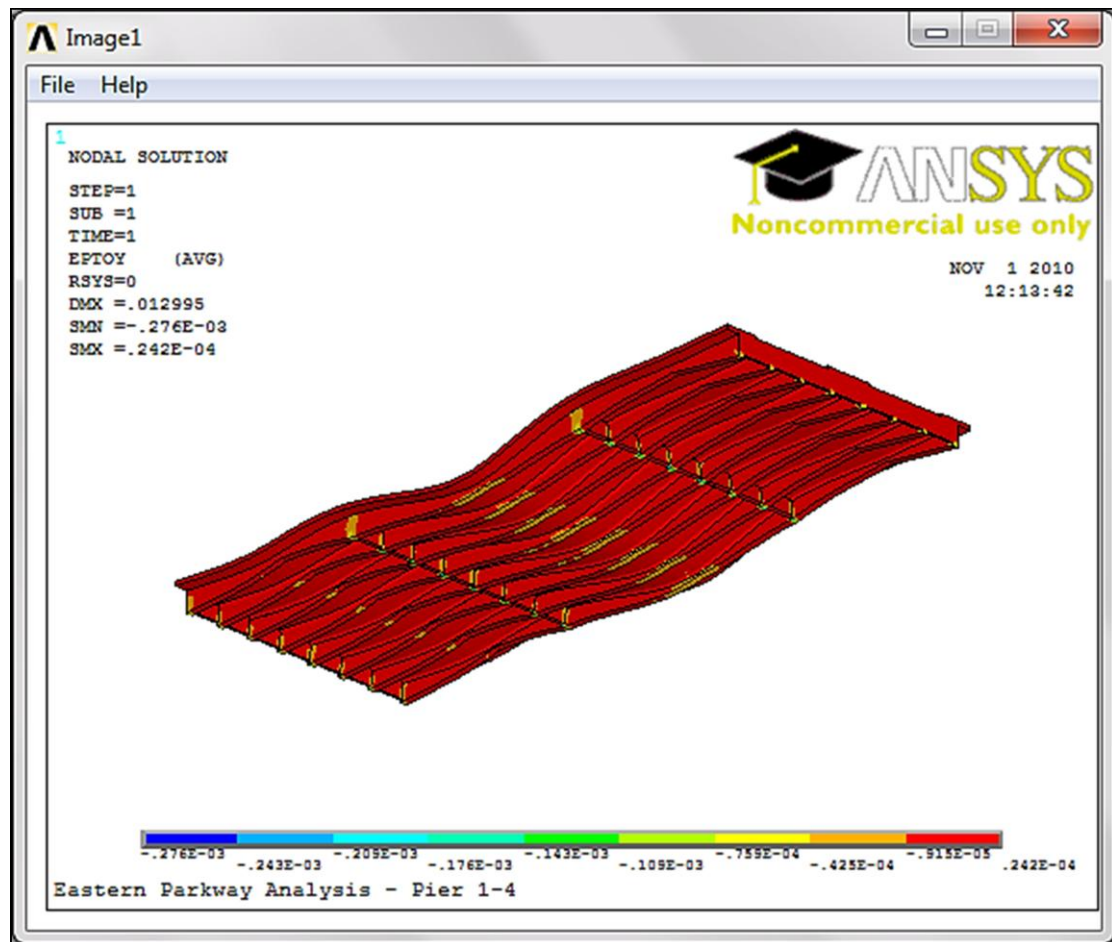 Image1
File Help
1
NODAL SOLUTION
STEP=1
SUB =1
TIME=1
EPTOY (AVG)
RSYS=0
DMX =.012995
SMN =-.276E-03
SMX =.242E-04
ANSYS
Noncommercial use only
NOV 1 2010
12:13:42
-.276E-03
-.243E-03
-.209E-03
-.176E-03
-.143E-03
-.109E-03
-.759E-04
-.425E-04
-.915E-05
.242E-04
Eastern Parkway Analysis - Pier 1-4